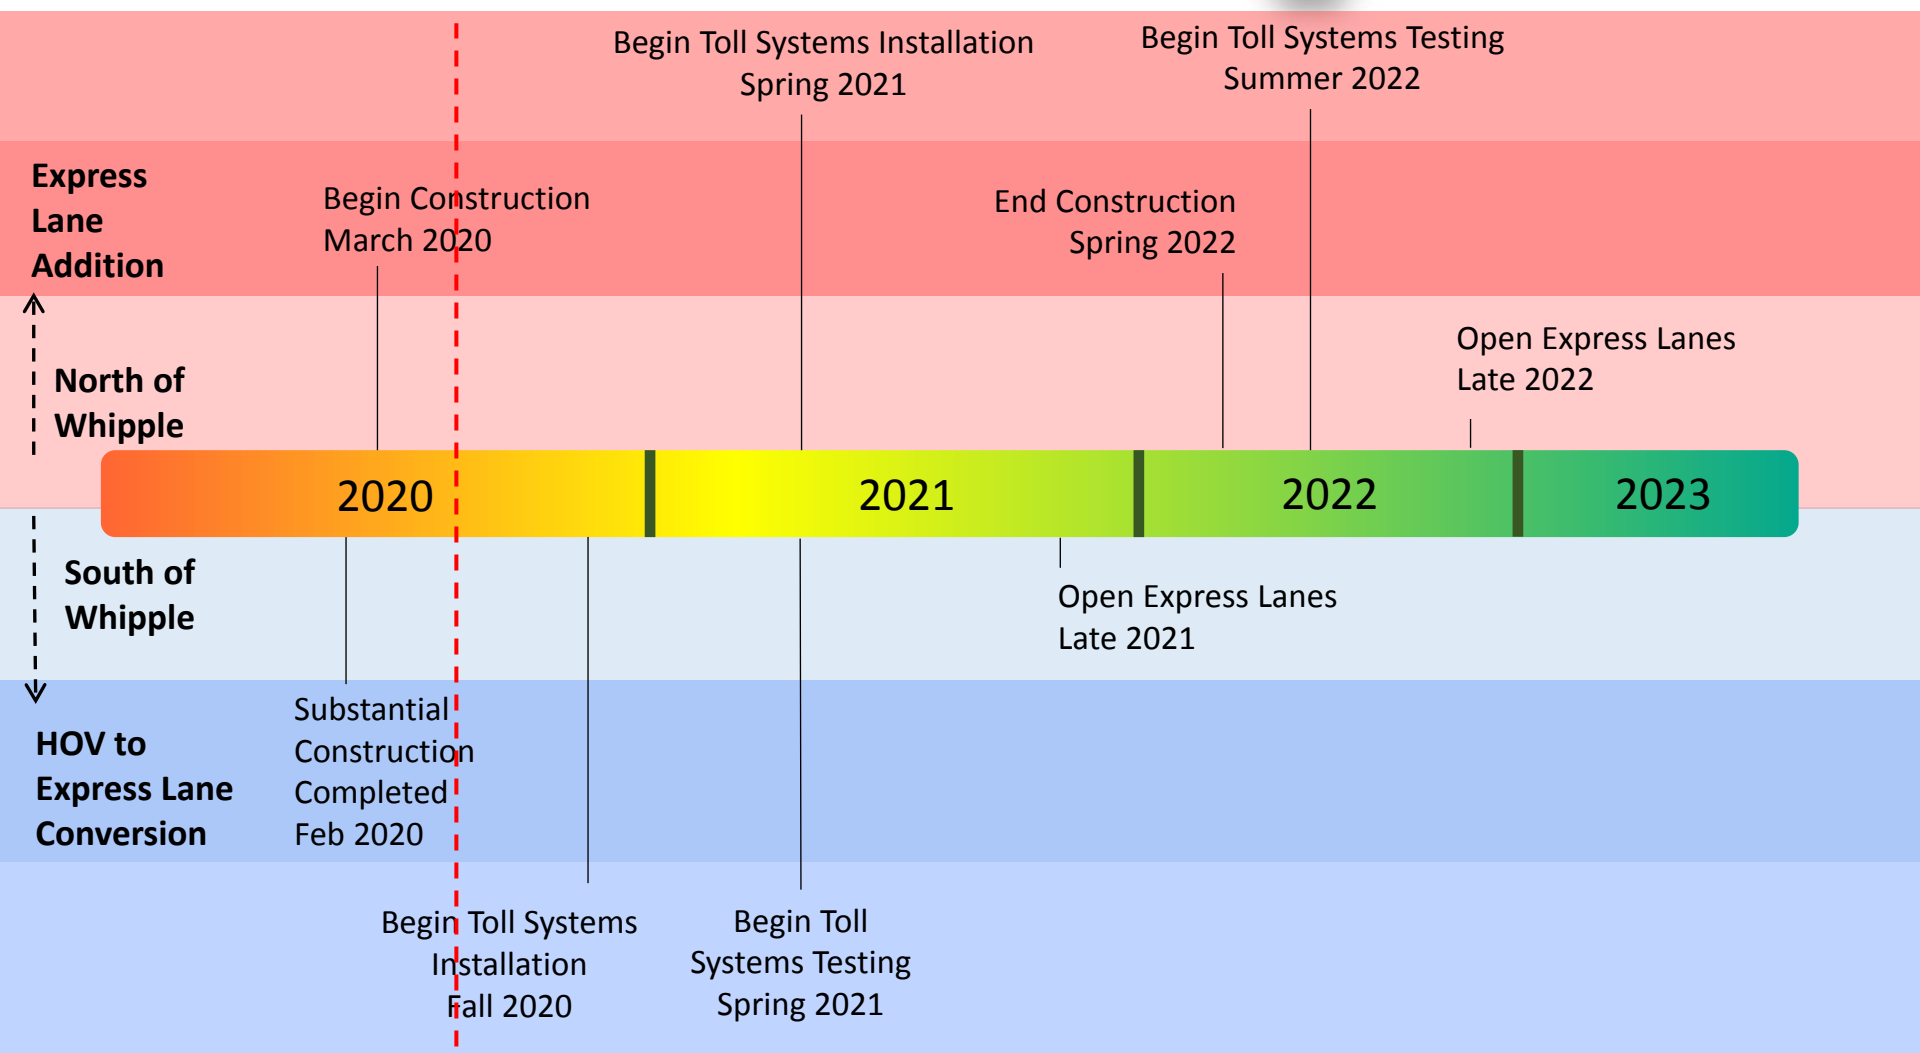 Begin Toll Systems Installation
Spring 2021
Begin Toll Systems Testing
Summer 2022
Express
Lane
Addition
Begin Construction
March 2020
End Construction
Spring 2022
North of
Whipple
Open Express Lanes
Late 2022
2020
2021
2022
2023
South of
Whipple
Open Express Lanes
Late 2021
HOV to
Express Lane
Conversion
Substantial
Construction
Completed
Feb 2020
Begin Toll Systems
Installation
Fall 2020
Begin Toll
Systems Testing
Spring 2021